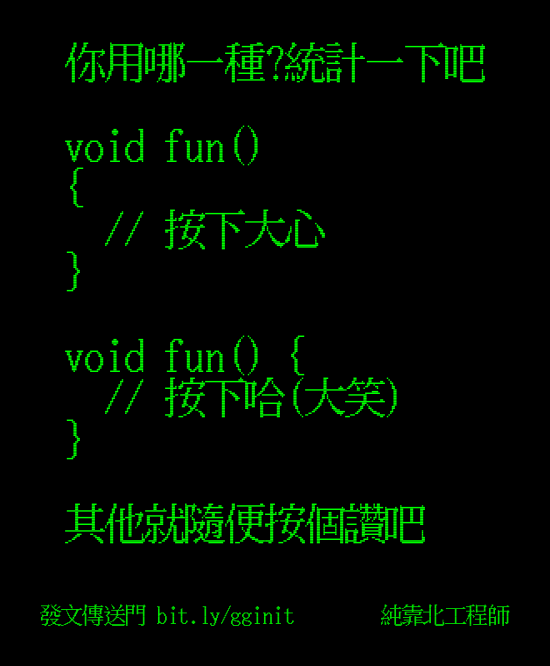 你用哪一種?統計一下吧
void fun()
{
  // 按下大心
}
void fun() {
  // 按下哈(大笑)
}
其他就隨便按個讚吧
發文傳送門 bit.ly/gginit 純靠北工程師